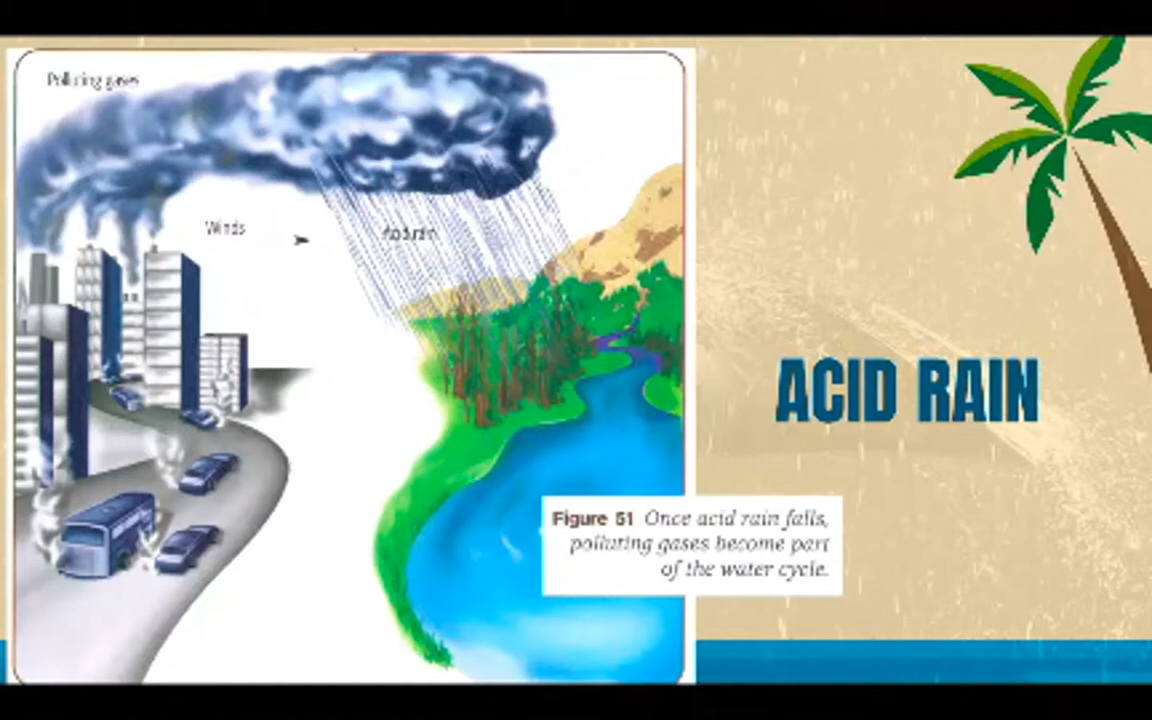 Polluting gases
Winds
Acid rain
ACID RAIN
Figure 51 Once acid rain falls,
polluting gases become part
of the water cycle.